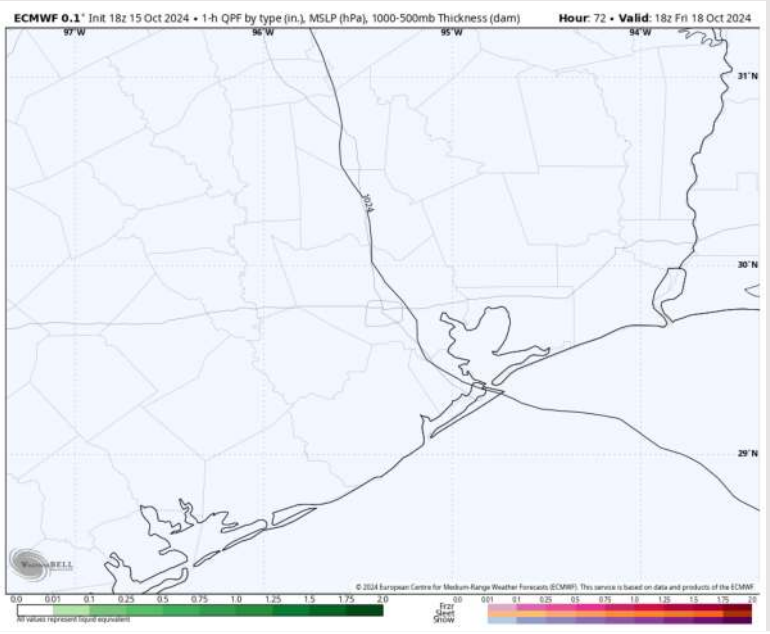 ECMWF 0.1° Init 18z 15 Oct 2024 • 1-h QPF by type (in.), MSLP (hPa), 1000-500mb Thickness (dam) Hour: 72 • Valid: 18z Fri 18 Oct 2024
97°W 96°W 95°W 94°W
31°N
1024
30°N
29°N
WeatherBELL
© 2024 European Centre for Medium-Range Weather Forecasts (ECMWF). This service is based on data and products of the ECMWF
0.0 0.01 0.1 0.25 0.5 1.0 1.25 1.5 1.75 2.0 0.0 0.01 0.1 0.25 0.5 1.0 1.25 1.5 1.75 2.0
Frzr
Sleet
Snow
All values represent liquid equivalent